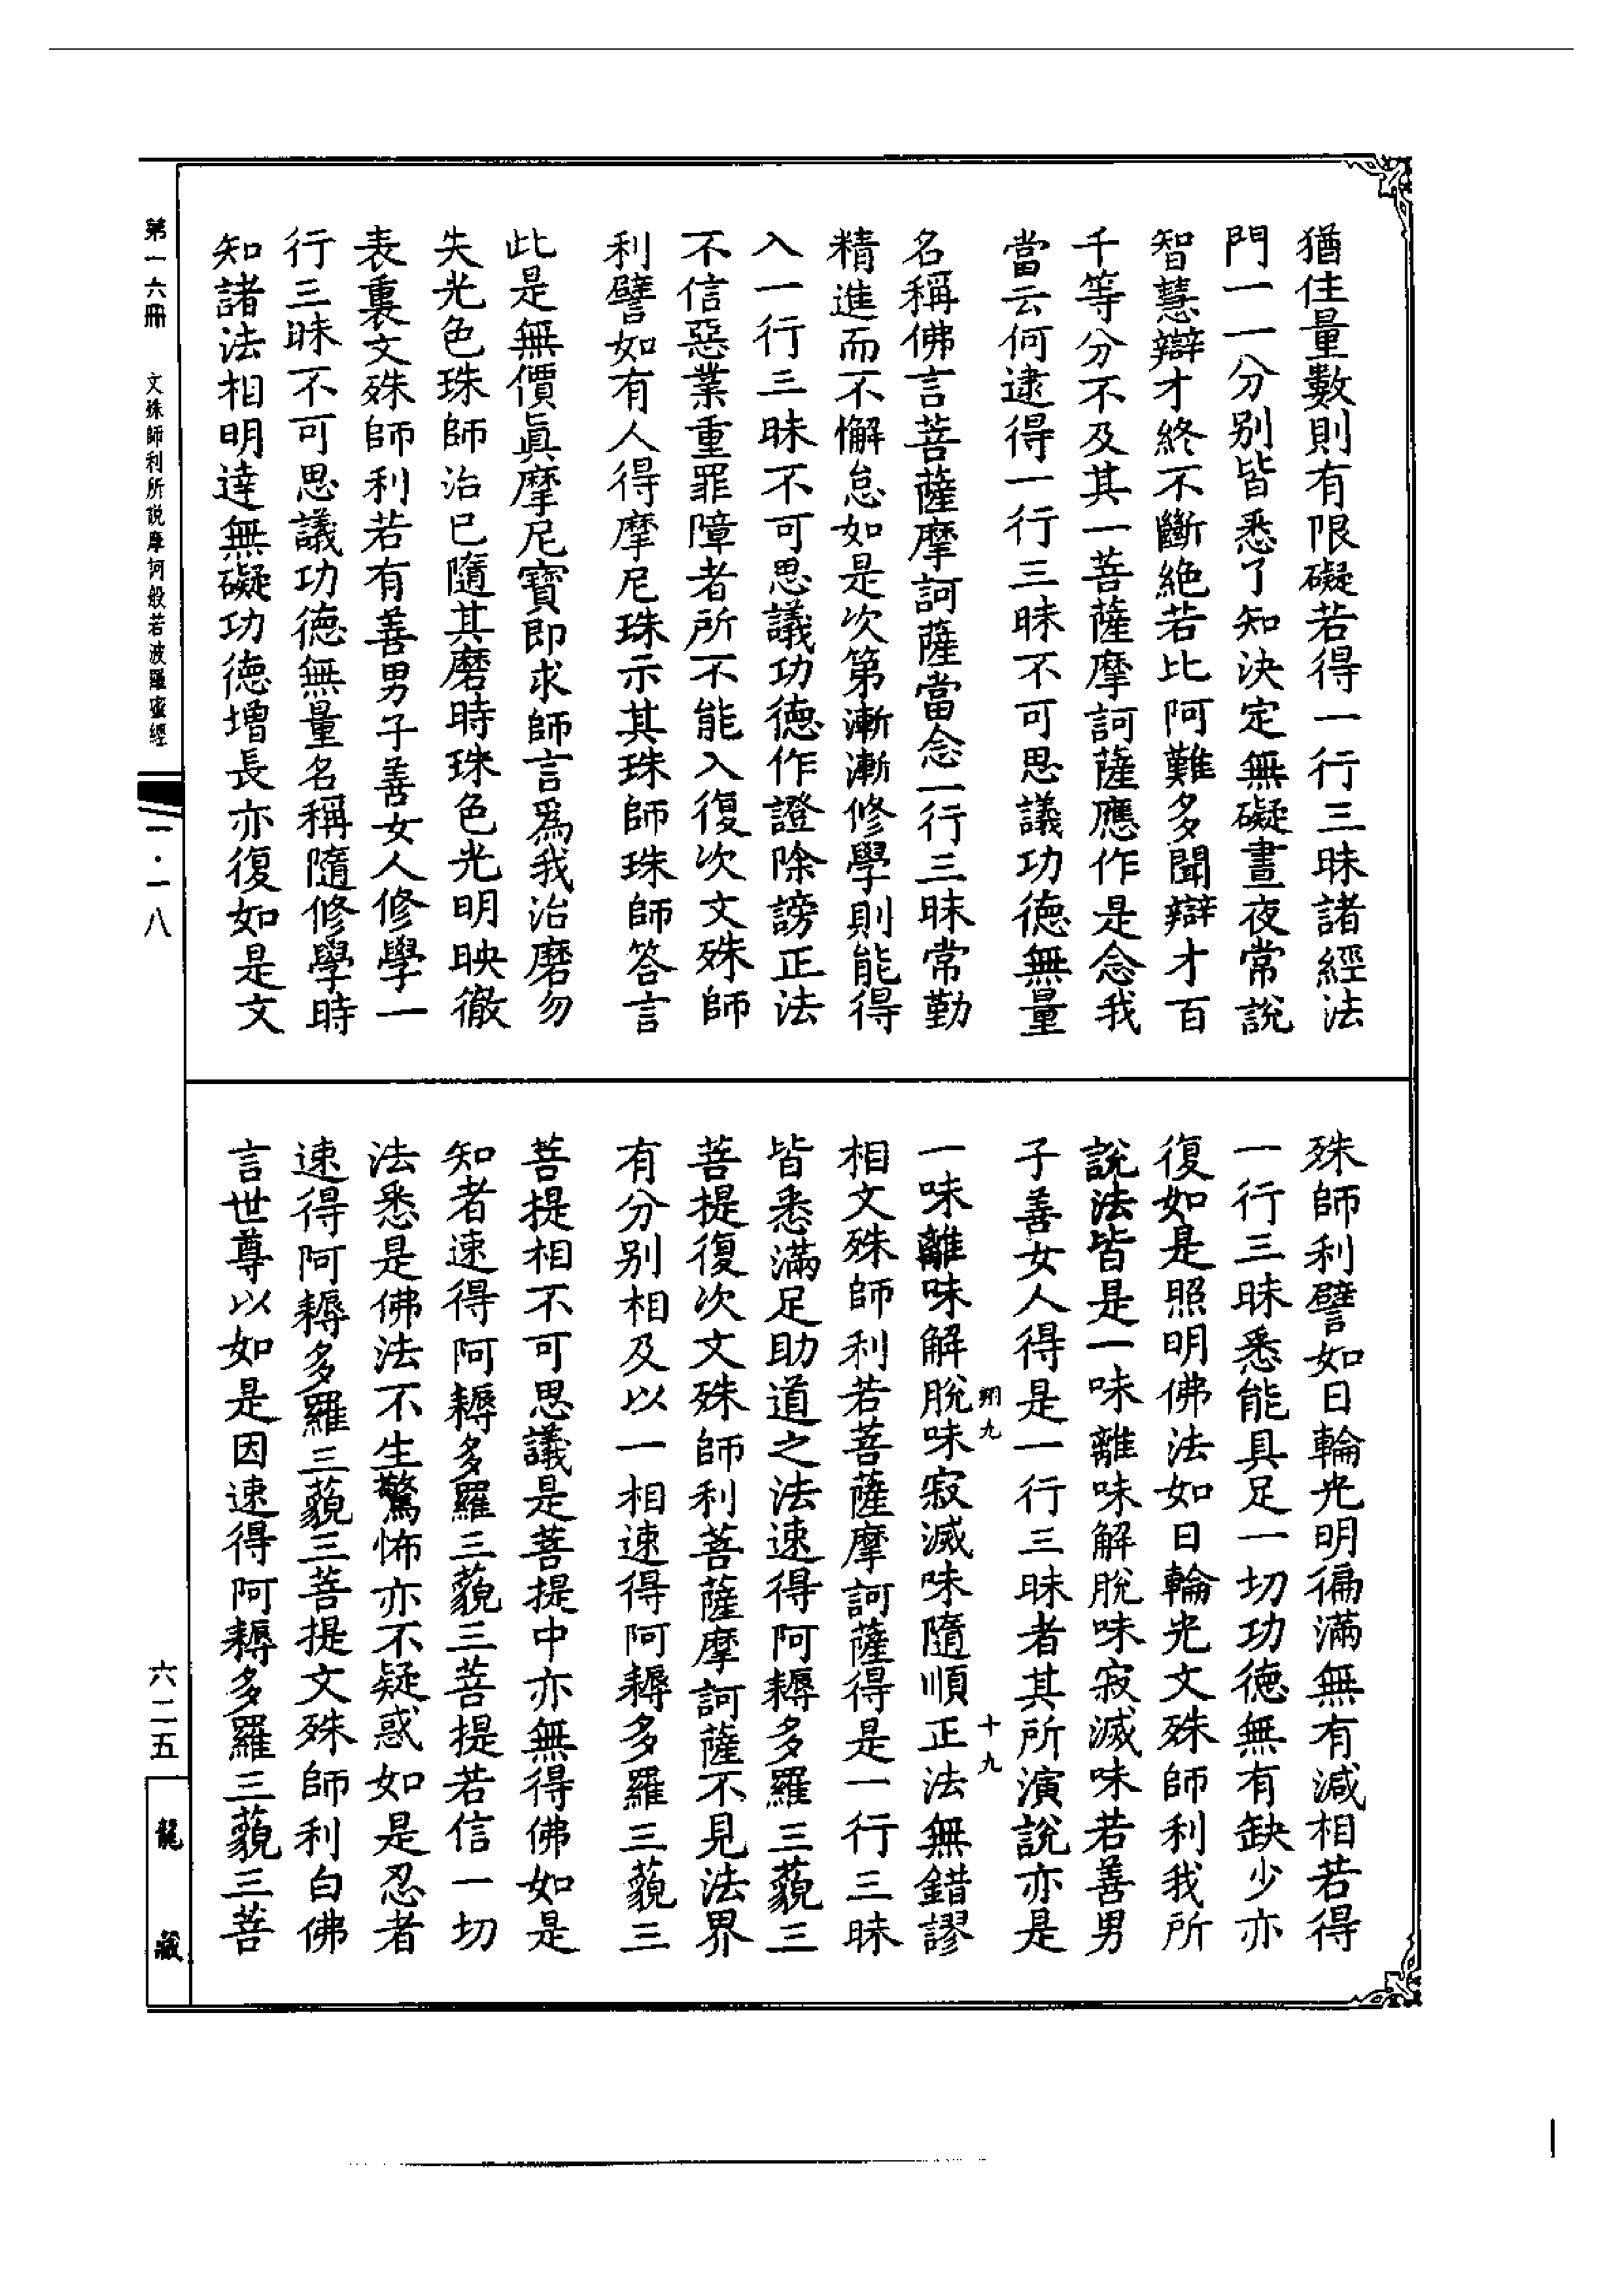 猶住量數則有限礙若得一行三昧諸經法
門一一分别皆悉了知決定無礙晝夜常說
智慧辯才終不斷絶若比阿難多聞辯才百
千等分不及其一菩薩摩訶薩應作是念我
當云何逮得一行三昧不可思議功德無量
名稱佛言菩薩摩訶薩當念一行三昧常勤
精進而不懈怠如是次第漸漸修學則能得
入一行三昧不可思議功德作證除謗正法
不信惡業重罪障者所不能入復次文殊師
利譬如有人得摩尼珠示其珠師珠師答言
此是無價眞摩尼寶即求師言爲我治磨勿
失光色珠師治已隨其磨時珠色光明映徹
表裏文殊師利若有善男子善女人修學一
行三昧不可思議功德無量名稱隨修學時
知諸法相明達無礙功德增長亦復如是文
殊師利譬如日輪光明徧滿無有減相若得
一行三昧悉能具足一切功德無有缺少亦
復如是照明佛法如日輪光文殊師利我所
說法皆是一味離味解脫味寂滅味若善男
子善女人得是一行三昧者其所演說亦是
翔九 十九
一味離味解脫味寂滅味隨順正法無錯謬
相文殊師利若菩薩摩訶薩得是一行三昧
皆悉滿足助道之法速得阿耨多羅三藐三
菩提復次文殊師利菩薩摩訶薩不見法界
有分别相及以一相速得阿耨多羅三藐三
菩提相不可思議是菩提中亦無得佛如是
知者速得阿耨多羅三藐三菩提若信一切
法悉是佛法不生驚怖亦不疑惑如是忍者
速得阿耨多羅三藐三菩提文殊師利白佛
言世尊以如是因速得阿耨多羅三藐三菩
第一六冊 文殊師利所説摩訶般若波羅蜜經
一·一八
六二五
龍藏